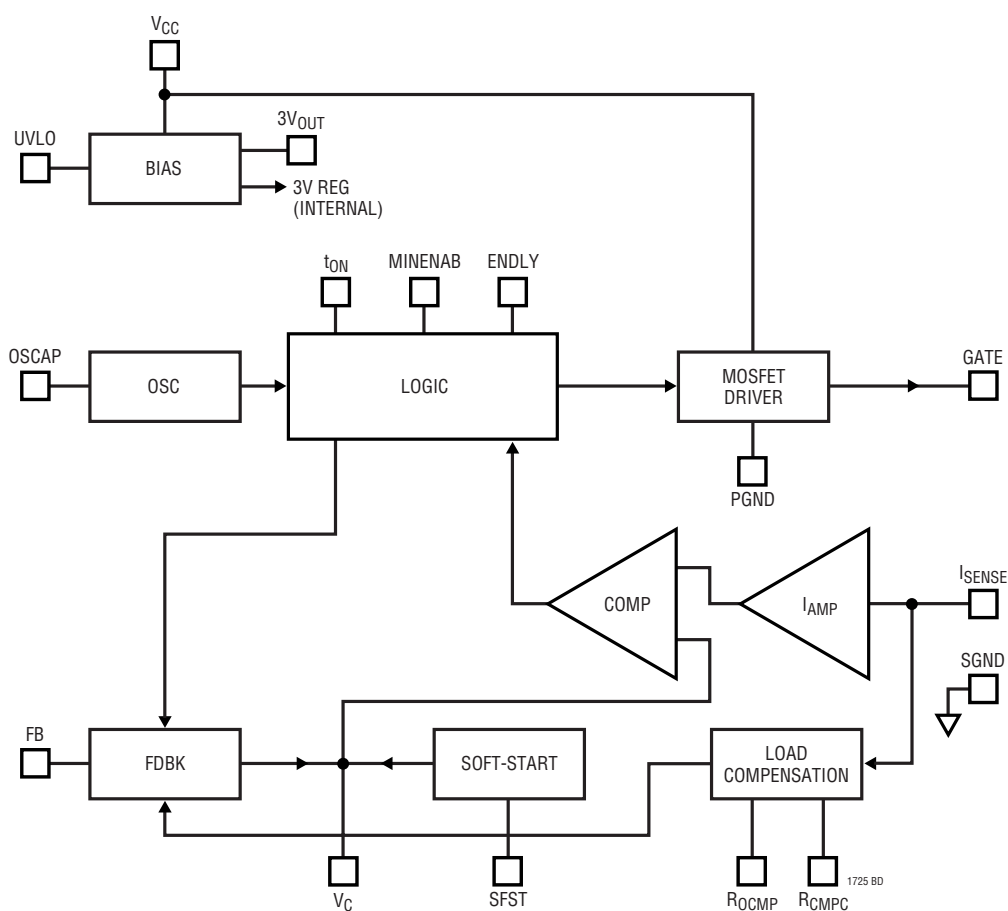 VCC
UVLO
3VOUT
BIAS
3V REG
(INTERNAL)
tON
MINENAB
ENDLY
OSCAP
OSC
LOGIC
MOSFET
DRIVER
GATE
PGND
COMP
IAMP
ISENSE
SGND
FB
FDBK
SOFT-START
LOAD
COMPENSATION
VC
SFST
ROCMP
RCMPC
1725 BD